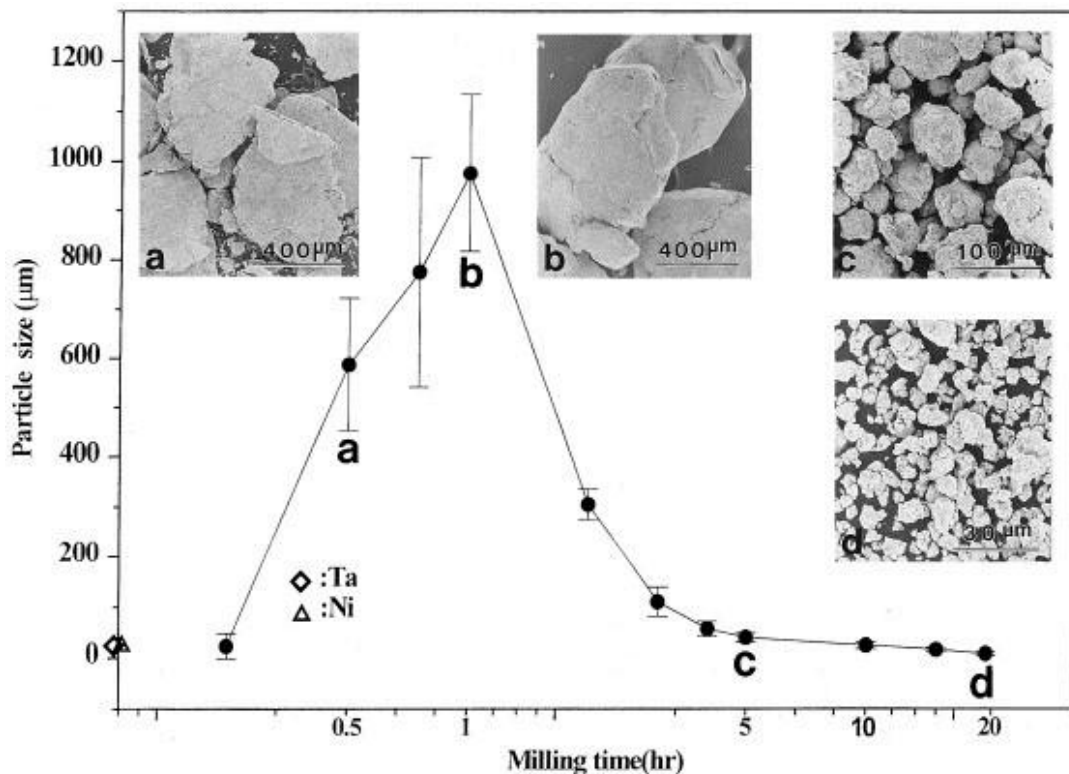 1200
1000
800
600
400
200
0
Particle size (μm)
a
400μm
b
400μm
c
100μm
d
30μm
a
b
c
d
◇ :Ta
△ :Ni
0.5
1
5
10
20
Milling time(hr)